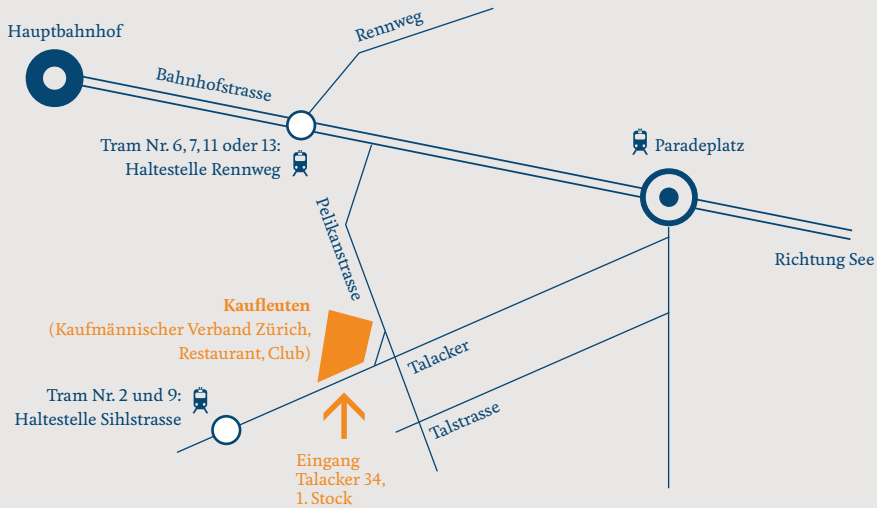 Hauptbahnhof
Rennweg
Bahnhofstrasse
Tram Nr. 6, 7, 11 oder 13:
Haltestelle Rennweg
Paradeplatz
Richtung See
Pelikanstrasse
Kaufleuten
(Kaufmännischer Verband Zürich,
Restaurant, Club)
Talacker
Tram Nr. 2 und 9:
Haltestelle Sihlstrasse
Talstrasse
Eingang
Talacker 34,
1. Stock